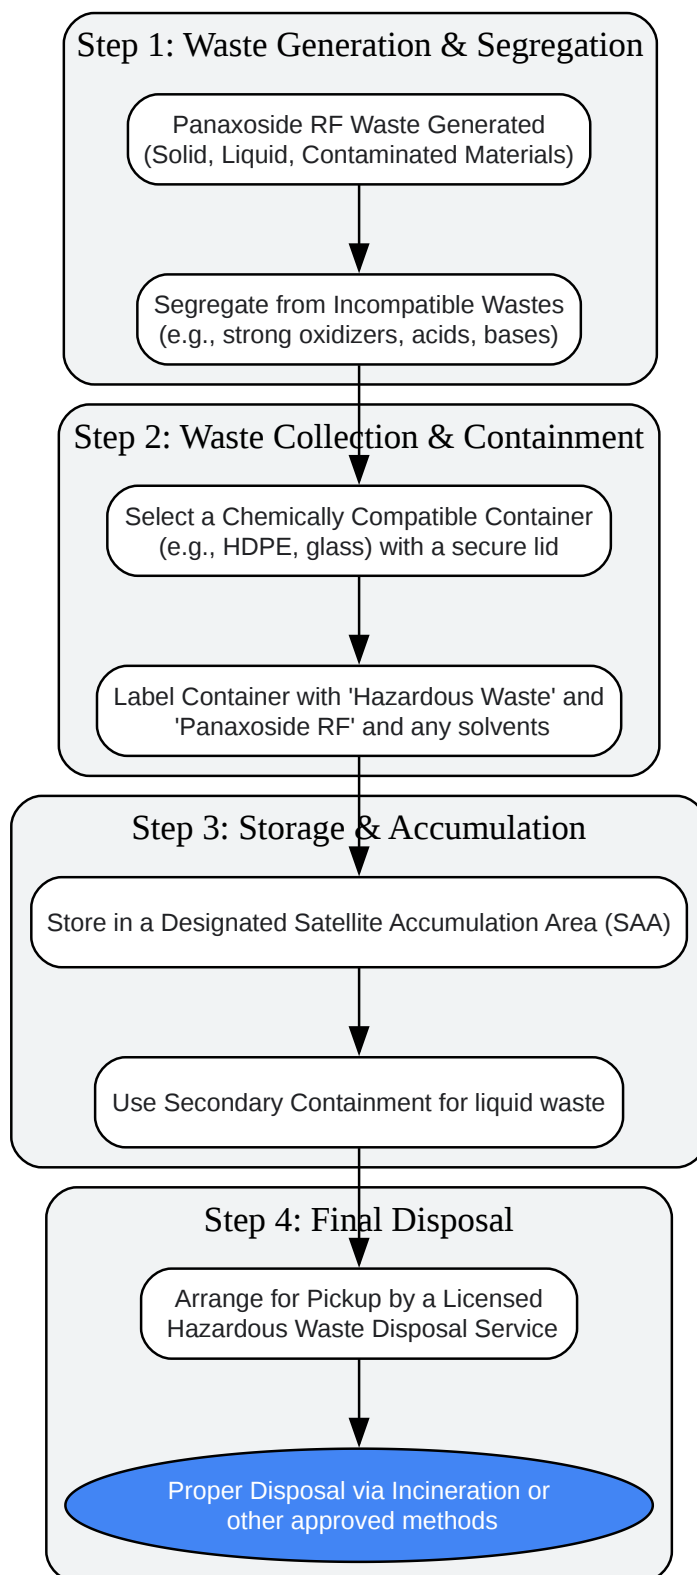 Step 1: Waste Generation & Segregation
Panaxoside RF Waste Generated
(Solid, Liquid, Contaminated Materials)
Segregate from Incompatible Wastes
(e.g., strong oxidizers, acids, bases)
Step 2: Waste Collection & Containment
Select a Chemically Compatible Container
(e.g., HDPE, glass) with a secure lid
Label Container with 'Hazardous Waste' and
'Panaxoside RF' and any solvents
Step 3: Storage & Accumulation
Store in a Designated Satellite Accumulation Area (SAA)
Use Secondary Containment for liquid waste
Step 4: Final Disposal
Arrange for Pickup by a Licensed
Hazardous Waste Disposal Service
Proper Disposal via Incineration or
other approved methods